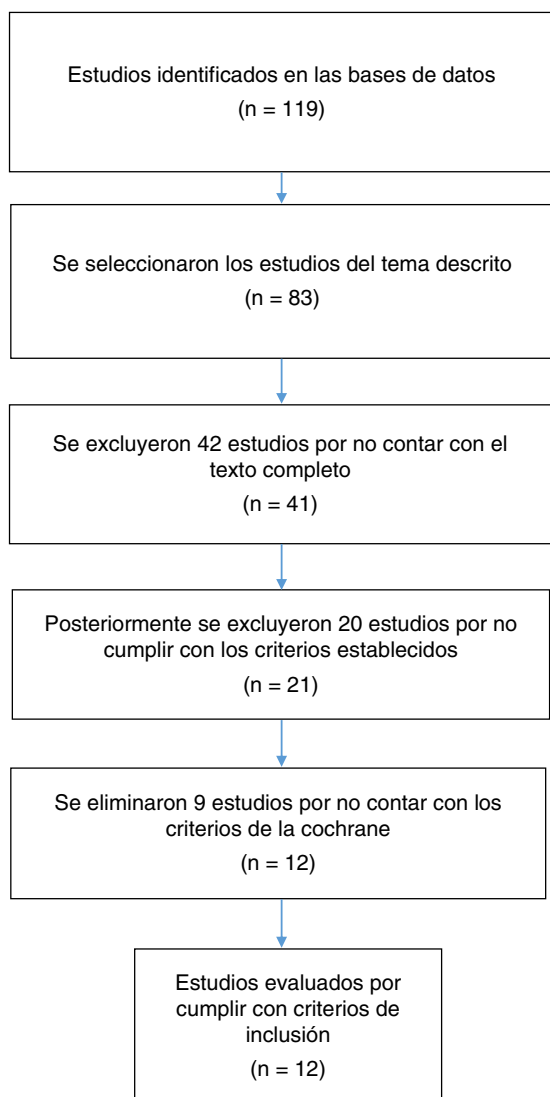 Estudios identificados en las bases de datos
(n = 119)
Se seleccionaron los estudios del tema descrito
(n = 83)
Se excluyeron 42 estudios por no contar con el
texto completo
(n = 41)
Posteriormente se excluyeron 20 estudios por no
cumplir con los criterios establecidos
(n = 21)
Se eliminaron 9 estudios por no contar con los
criterios de la cochrane
(n = 12)
Estudios evaluados por
cumplir con criterios de
inclusión
(n = 12)